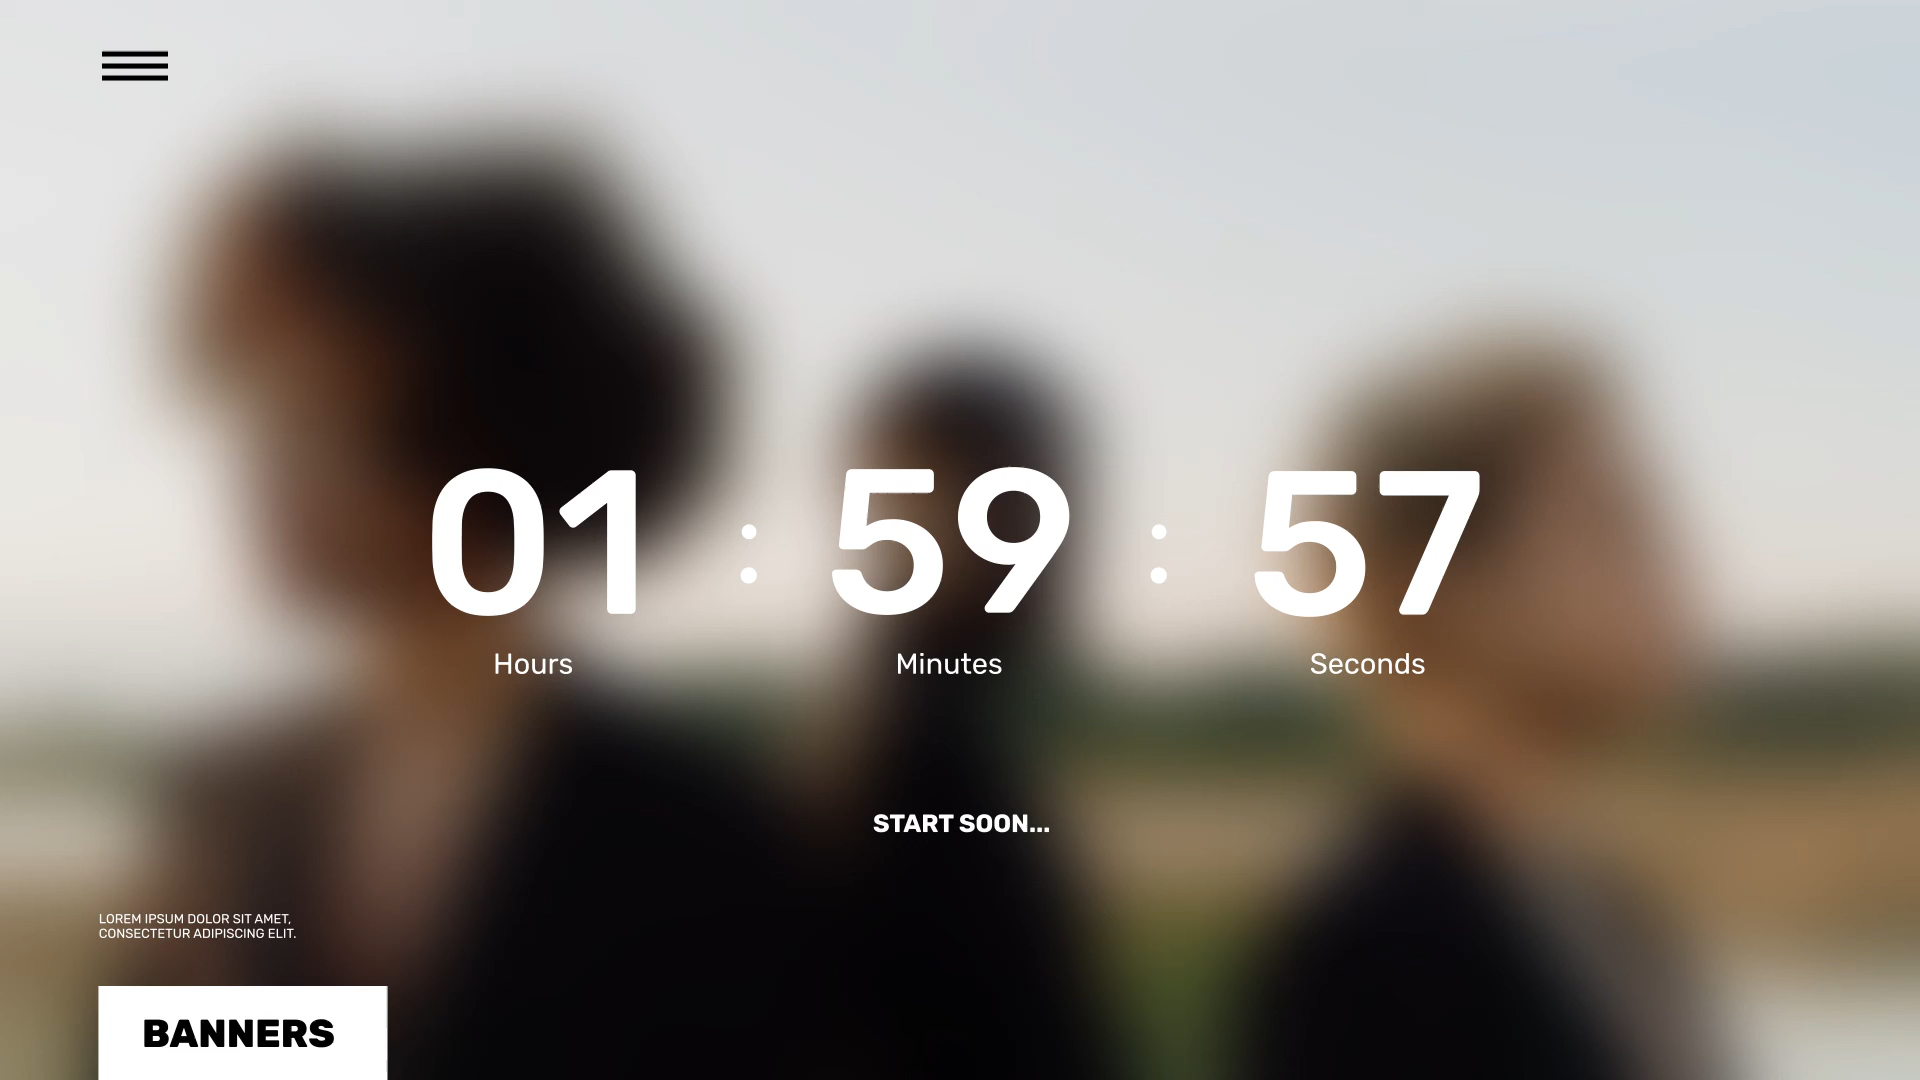 01 : 59 : 57
Hours Minutes Seconds
START SOON...
LOREM IPSUM DOLOR SIT AMET,
CONSECTETUR ADIPISCING ELIT.
BANNERS